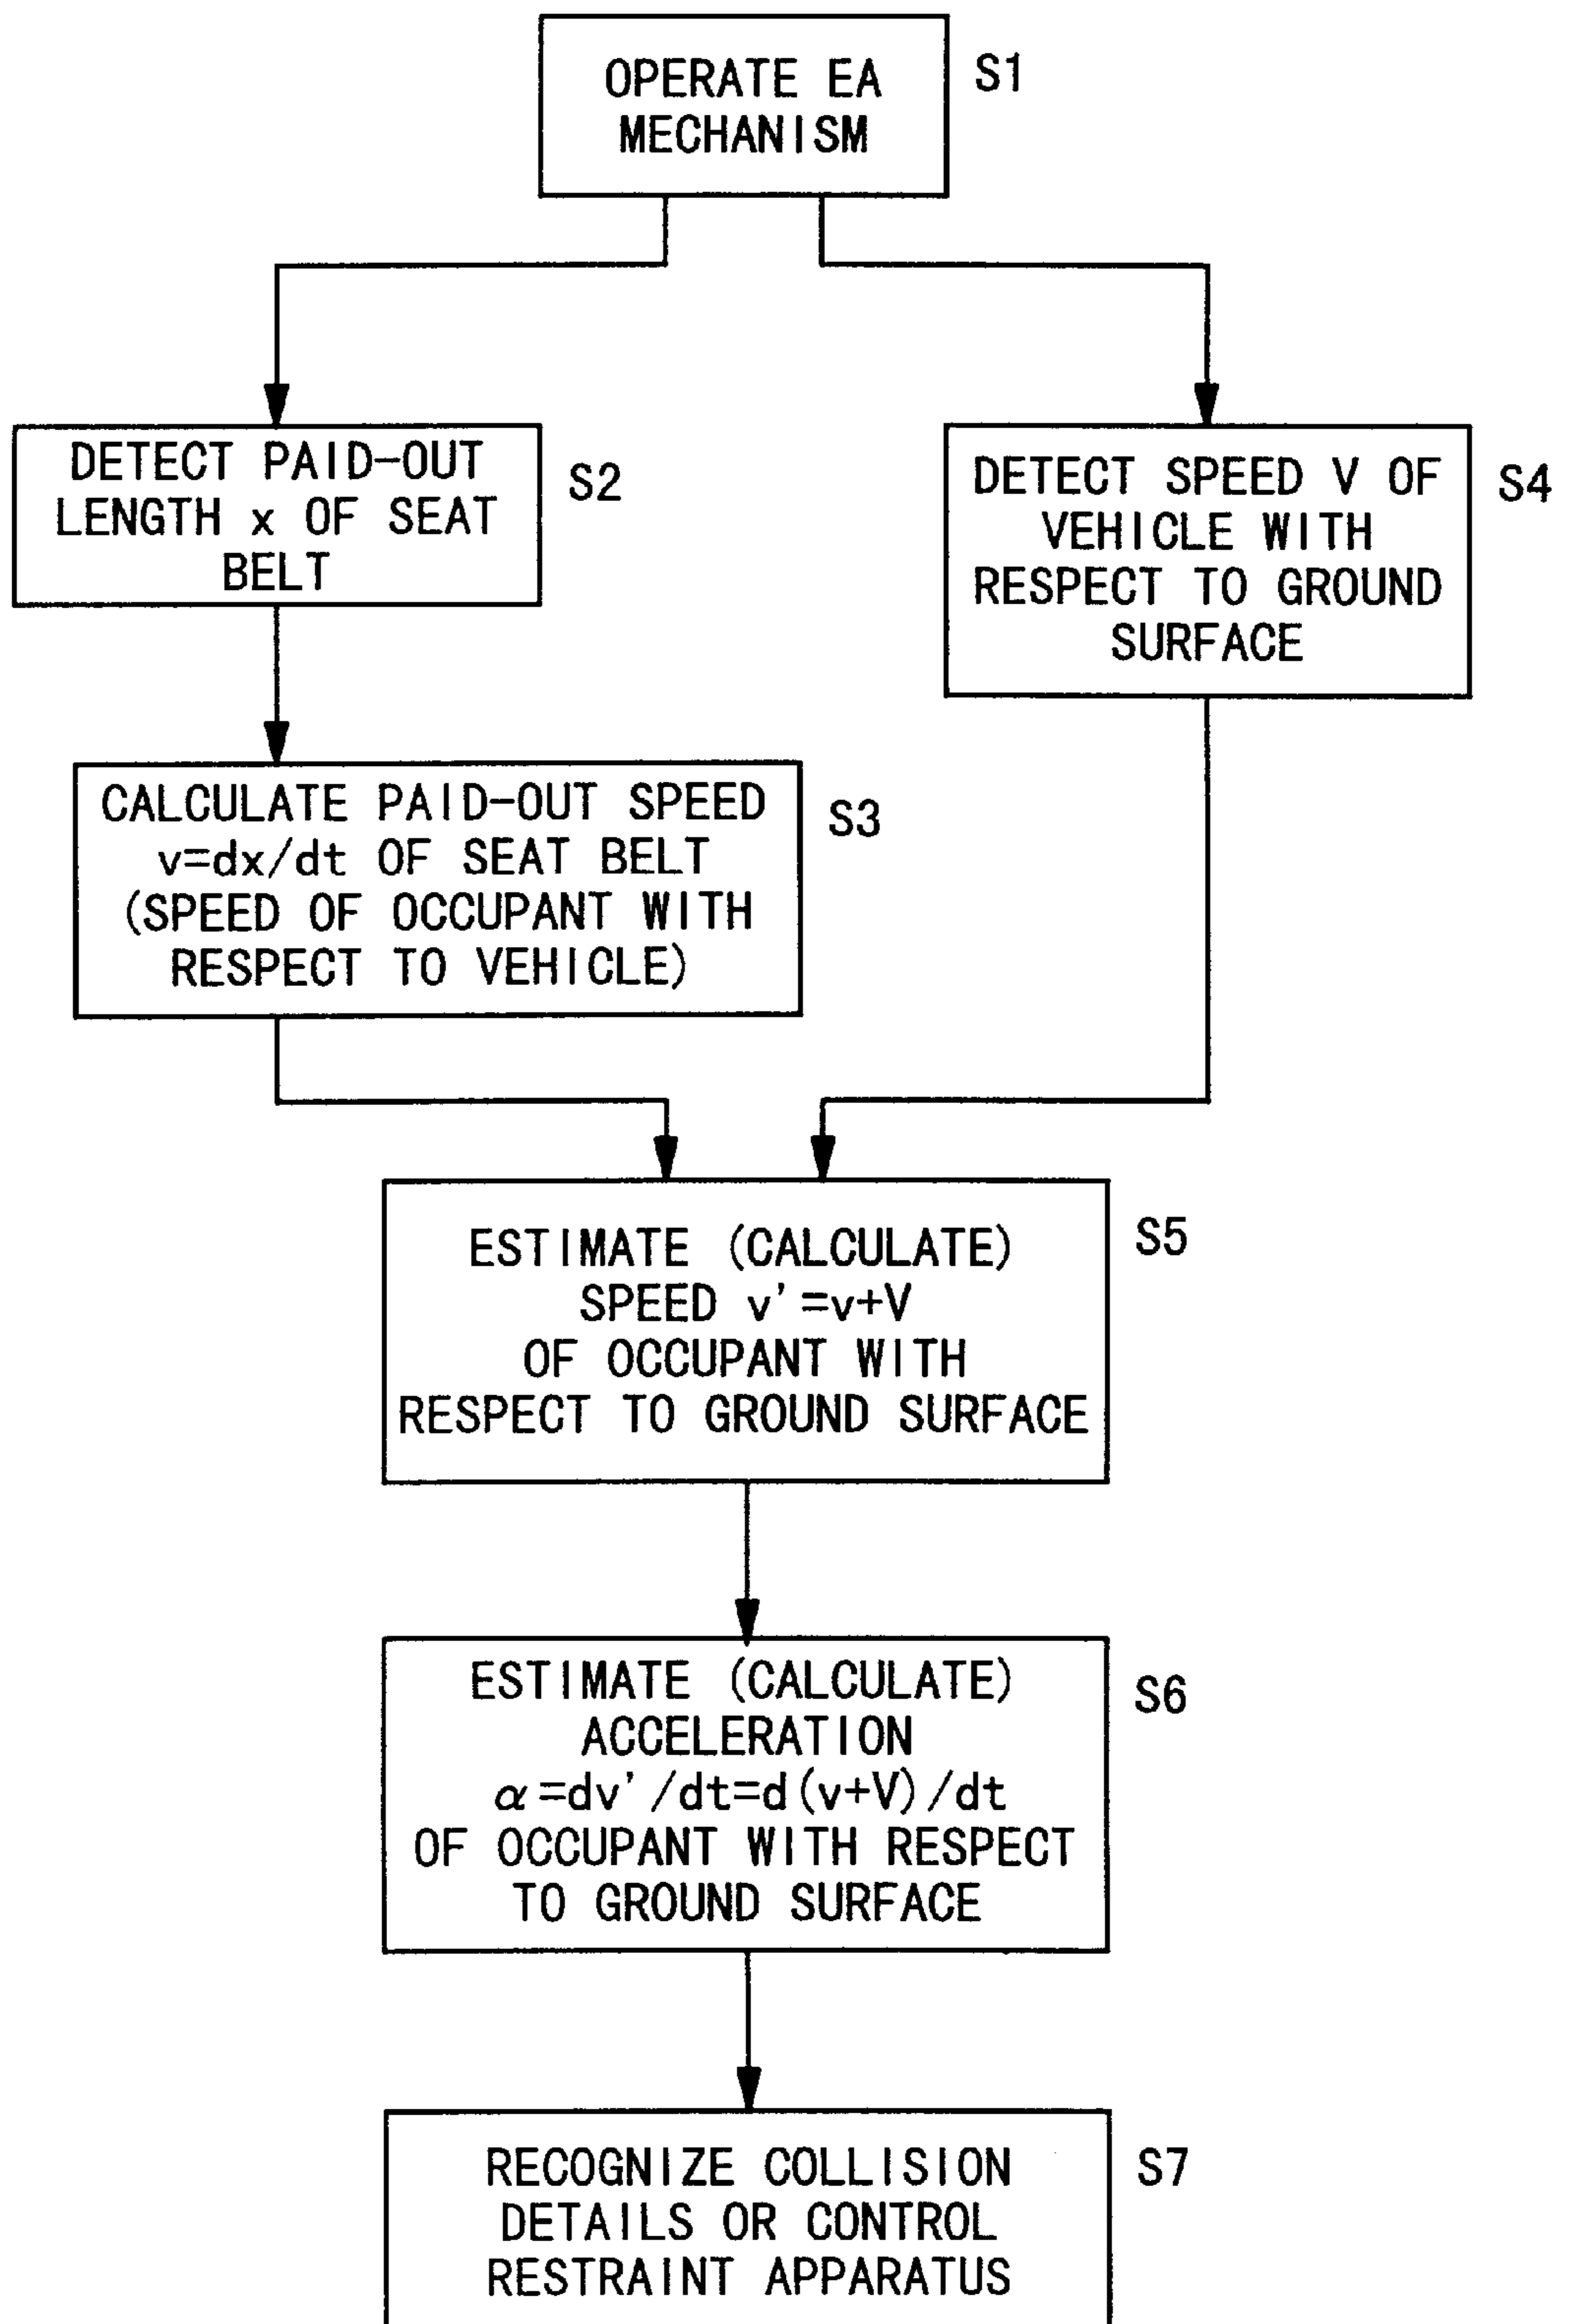 OPERATE EA
MECHANISM
S1
DETECT PAID-OUT
LENGTH x OF SEAT
BELT
S2
DETECT SPEED V OF
VEHICLE WITH
RESPECT TO GROUND
SURFACE
S4
CALCULATE PAID-OUT SPEED
v=dx/dt OF SEAT BELT
(SPEED OF OCCUPANT WITH
RESPECT TO VEHICLE)
S3
ESTIMATE (CALCULATE)
SPEED v'=v+V
OF OCCUPANT WITH
RESPECT TO GROUND SURFACE
S5
ESTIMATE (CALCULATE)
ACCELERATION
α=dv'/dt=d(v+V)/dt
OF OCCUPANT WITH RESPECT
TO GROUND SURFACE
S6
RECOGNIZE COLLISION
DETAILS OR CONTROL
RESTRAINT APPARATUS
S7